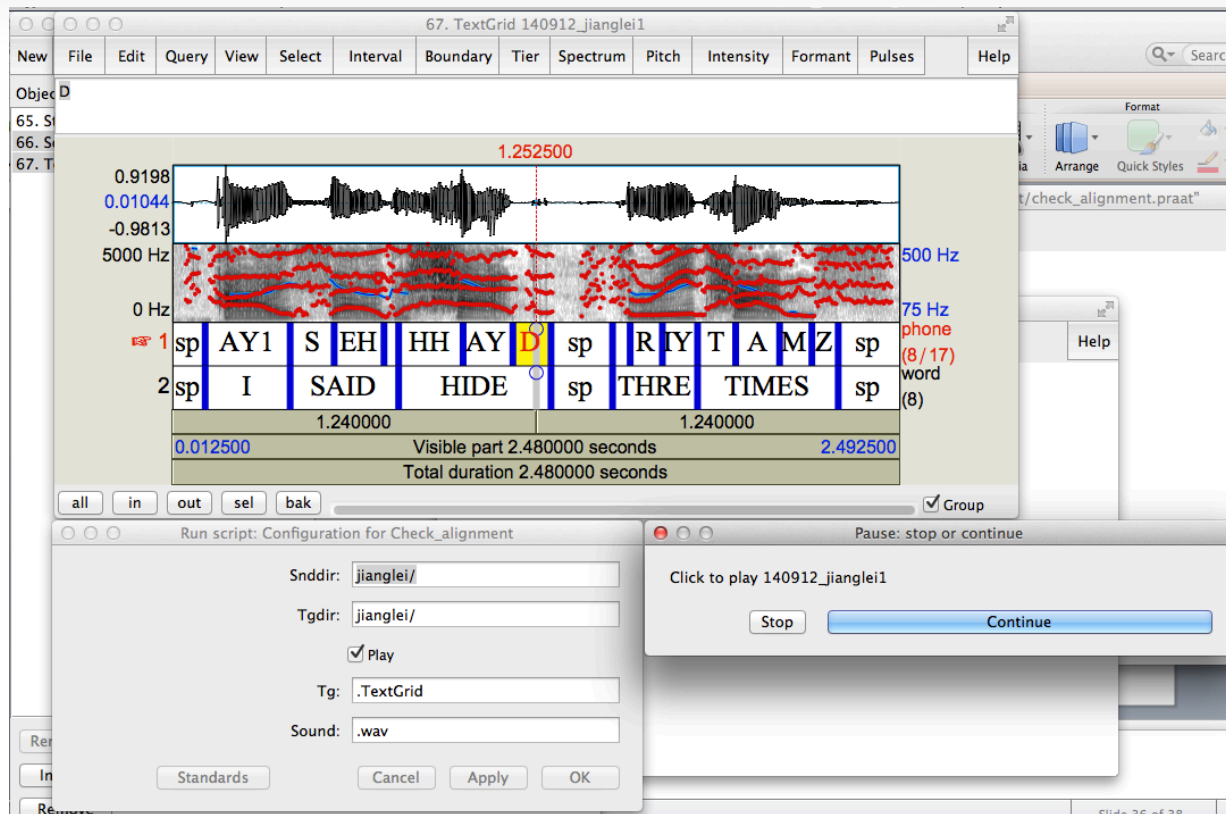 67. TextGrid 140912_jianglei1
New File Edit Query View Select Interval Boundary Tier Spectrum Pitch Intensity Formant Pulses Help
Objec D
65. S
66. S
67. T
Format
Arrange Quick Styles
t/check_alignment.praat"
1.252500
0.9198
0.01044
-0.9813
5000 Hz 500 Hz
0 Hz 75 Hz
1 sp AY1 S EH HH AY D sp R IY T A M Z sp phone
(8/17)
2 sp I SAID HIDE sp THRE TIMES sp word
(8)
1.240000 1.240000
0.012500 Visible part 2.480000 seconds 2.492500
Total duration 2.480000 seconds
all in out sel bak Group
Help
Run script: Configuration for Check_alignment
Snddir: jianglei/
Tgdir: jianglei/
Play
Tg: .TextGrid
Sound: .wav
Standards Cancel Apply OK
Pause: stop or continue
Click to play 140912_jianglei1
Stop Continue
Remove
Slide 36 of 38